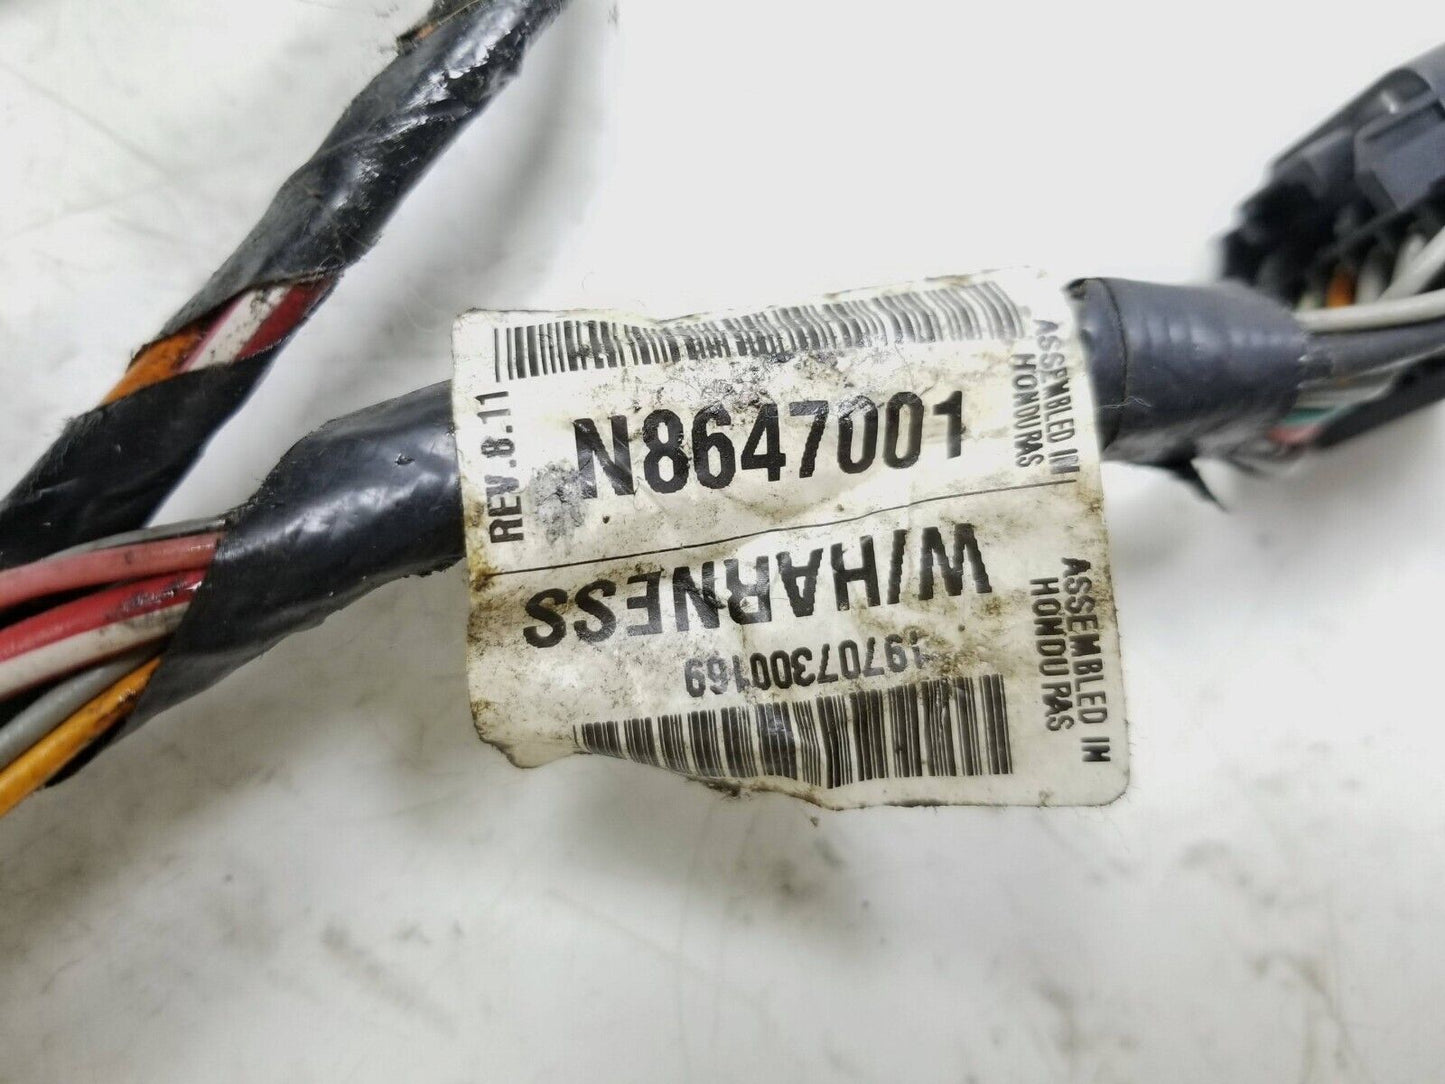 REV.8.11
N8647001
ASSEMBLED IN
HONDURAS
W/HARNESS
19707300169
ASSEMBLED IN
HONDURAS